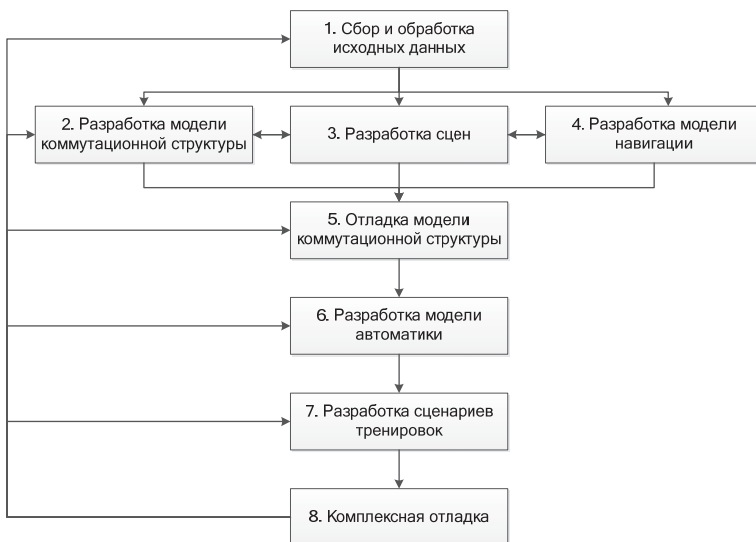 1. Сбор и обработка
исходных данных
2. Разработка модели
коммутационной структуры
3. Разработка сцен
4. Разработка модели
навигации
5. Отладка модели
коммутационной структуры
6. Разработка модели
автоматики
7. Разработка сценариев
тренировок
8. Комплексная отладка